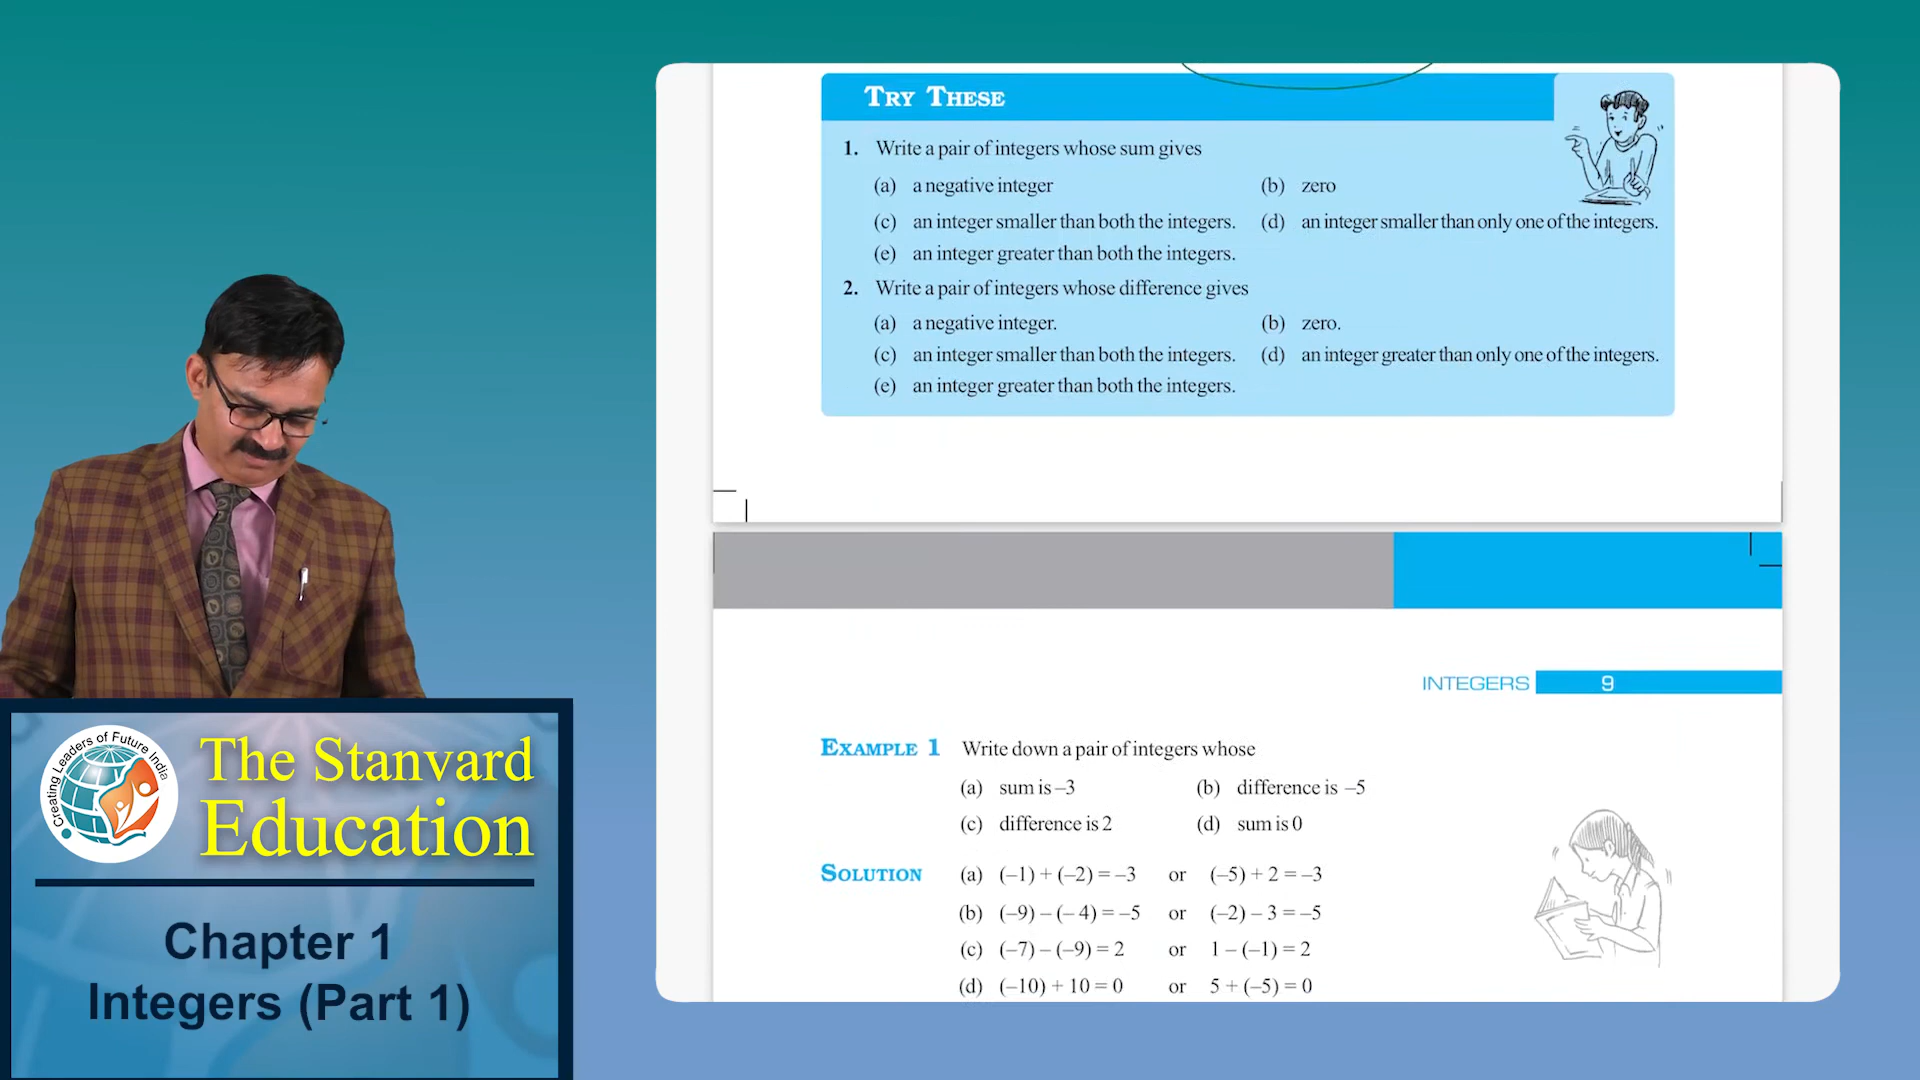 TRY THESE
1. Write a pair of integers whose sum gives
(a) a negative integer (b) zero
(c) an integer smaller than both the integers. (d) an integer smaller than only one of the integers.
(e) an integer greater than both the integers.
2. Write a pair of integers whose difference gives
(a) a negative integer. (b) zero.
(c) an integer smaller than both the integers. (d) an integer greater than only one of the integers.
(e) an integer greater than both the integers.
INTEGERS 9
EXAMPLE 1 Write down a pair of integers whose
(a) sum is –3 (b) difference is –5
(c) difference is 2 (d) sum is 0
SOLUTION (a) (–1) + (–2) = –3 or (–5) + 2 = –3
(b) (–9) – (– 4) = –5 or (–2) – 3 = –5
(c) (–7) – (–9) = 2 or 1 – (–1) = 2
(d) (–10) + 10 = 0 or 5 + (–5) = 0
Creating Leaders of Future India
The Stanvard
Education
Chapter 1
Integers (Part 1)